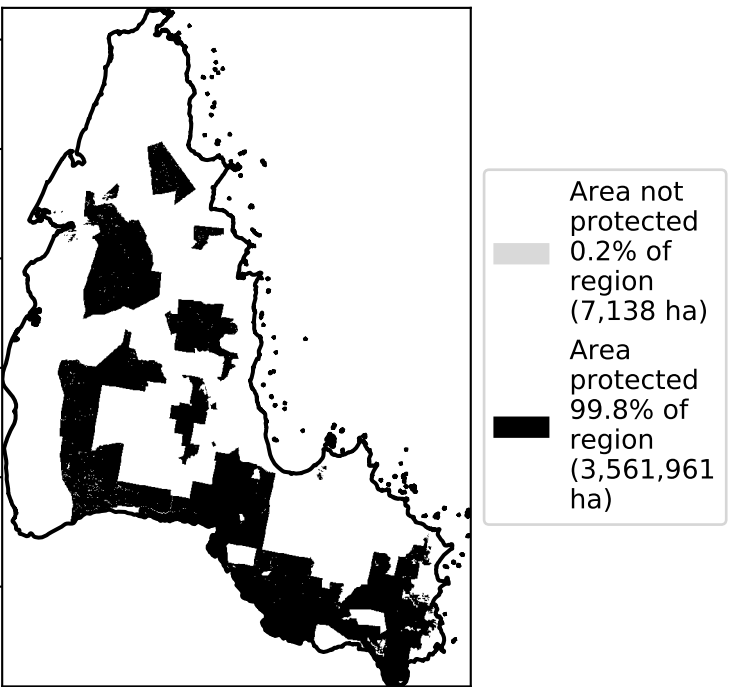 Area not
protected
0.2% of
region
(7,138 ha)
Area
protected
99.8% of
region
(3,561,961
ha)